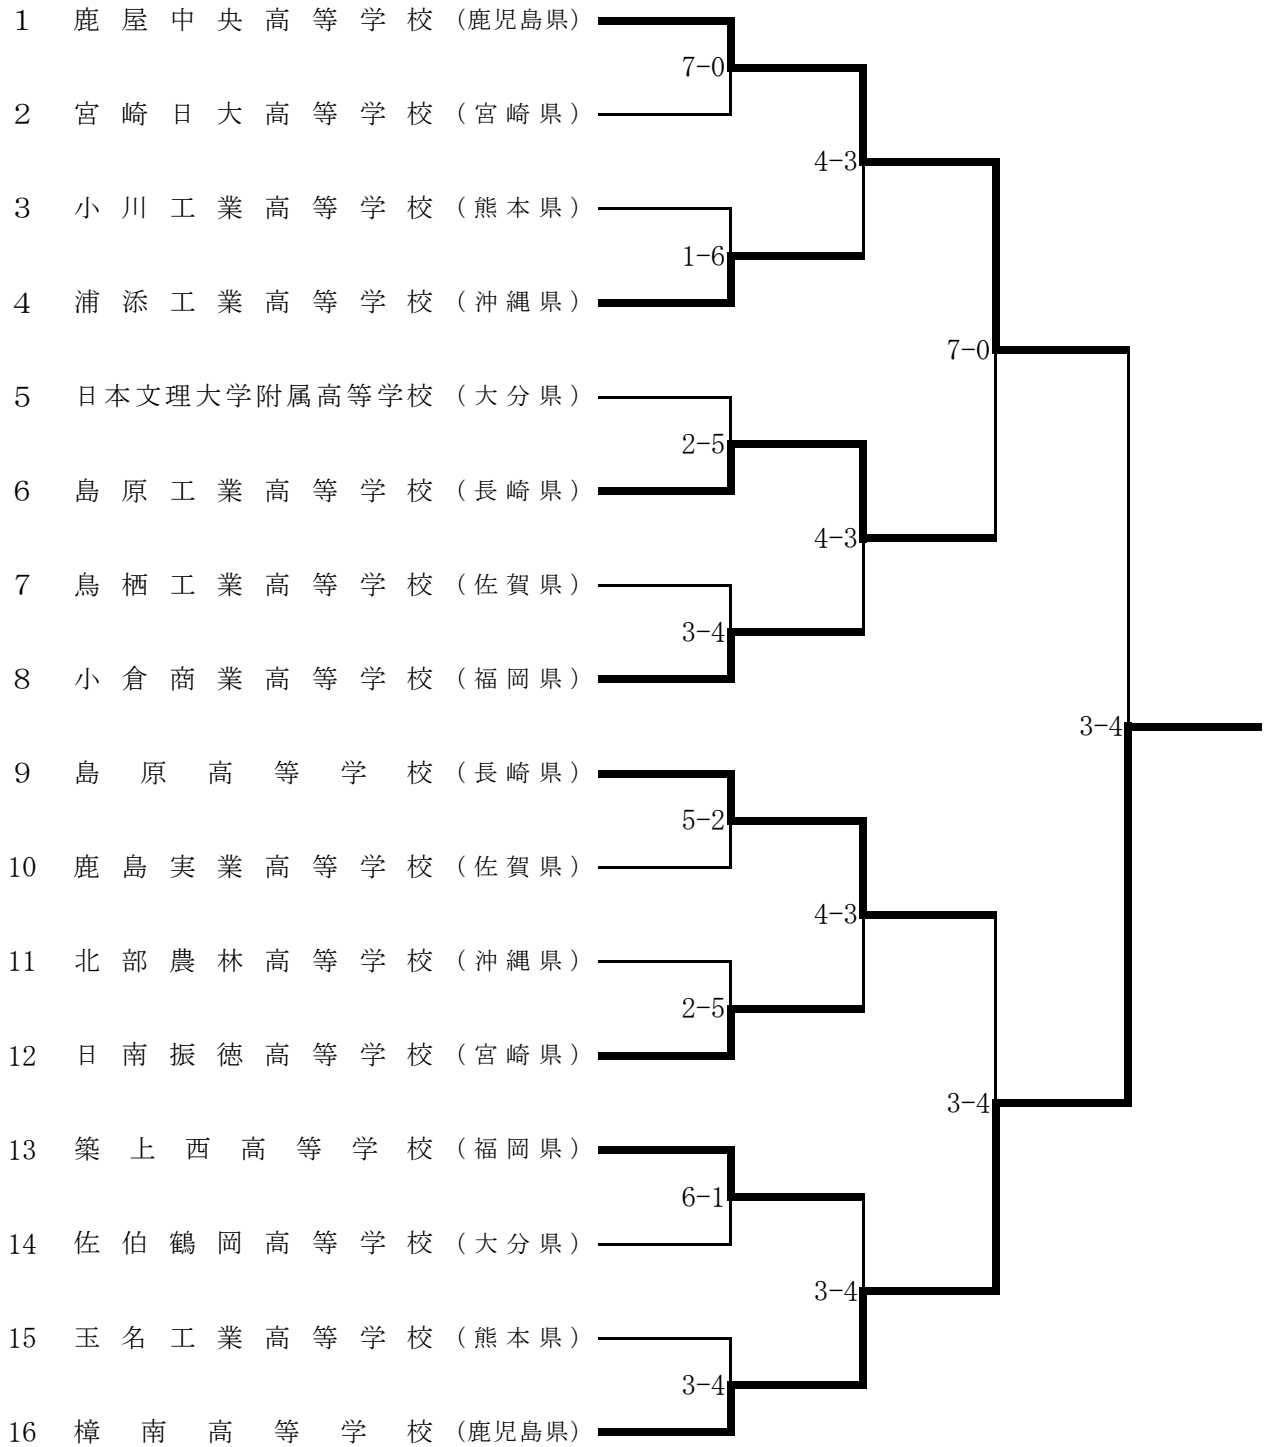 1 鹿屋中央高等学校 (鹿児島県)
7-0
2 宮崎日大高等学校 (宮崎県)
4-3
3 小川工業高等学校 (熊本県)
1-6
4 浦添工業高等学校 (沖縄県)
7-0
5 日本文理大学附属高等学校 (大分県)
2-5
6 島原工業高等学校 (長崎県)
4-3
7 鳥栖工業高等学校 (佐賀県)
3-4
8 小倉商業高等学校 (福岡県)
3-4
9 島原高等学校 (長崎県)
5-2
10 鹿島実業高等学校 (佐賀県)
4-3
11 北部農林高等学校 (沖縄県)
2-5
12 日南振徳高等学校 (宮崎県)
3-4
13 築上西高等学校 (福岡県)
6-1
14 佐伯鶴岡高等学校 (大分県)
3-4
15 玉名工業高等学校 (熊本県)
3-4
16 樟南高等学校 (鹿児島県)